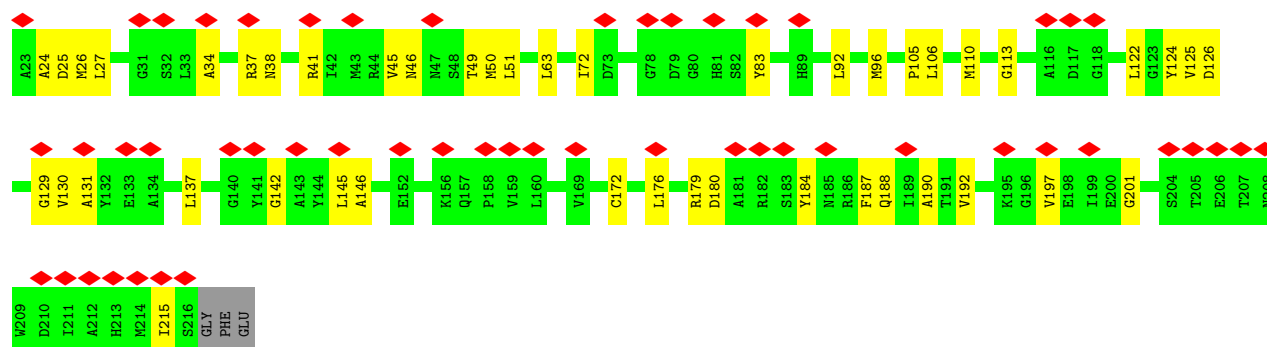 A23 A24 D25 M26 L27 G31 S32 L33 A34 R37 N38 R41 I42 M43 R44 V45 N46 N47 S48 T49 M50 L51 L63 I72 D73 G78 D79 G80 H81 S82 Y83 H89 L92 M96 P105 L106 M110 G113 A116 D117 G118 L122 G123 Y124 V125 D126
G129 V130 A131 Y132 E133 A134 L137 G140 Y141 G142 A143 Y144 L145 A146 E152 K156 Q157 P158 V159 L160 V169 C172 L176 R179 D180 A181 R182 S183 Y184 N185 R186 F187 Q188 I189 A190 T191 V192 K195 G196 V197 E198 I199 E200 G201 S204 T205 E206 T207 N208
W209 D210 I211 A212 H213 M214 I215 S216 GLY PHE GLU